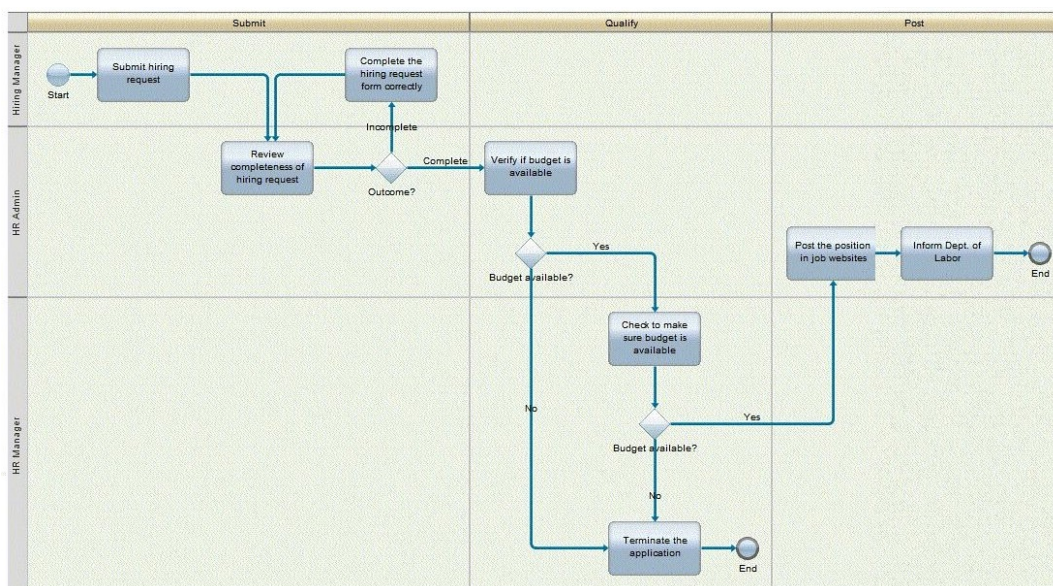 Submit
Qualify
Post
Hiring Manager
Start
Submit hiring
request
Complete the
hiring request
form correctly
Incomplete
HR Admin
Review
completeness of
hiring request
Outcome?
Complete
Verify if budget is
available
Budget available?
Yes
Post the position
in job websites
Inform Dept. of
Labor
End
HR Manager
Check to make
sure budget is
available
No
Budget available?
Yes
No
Terminate the
application
End